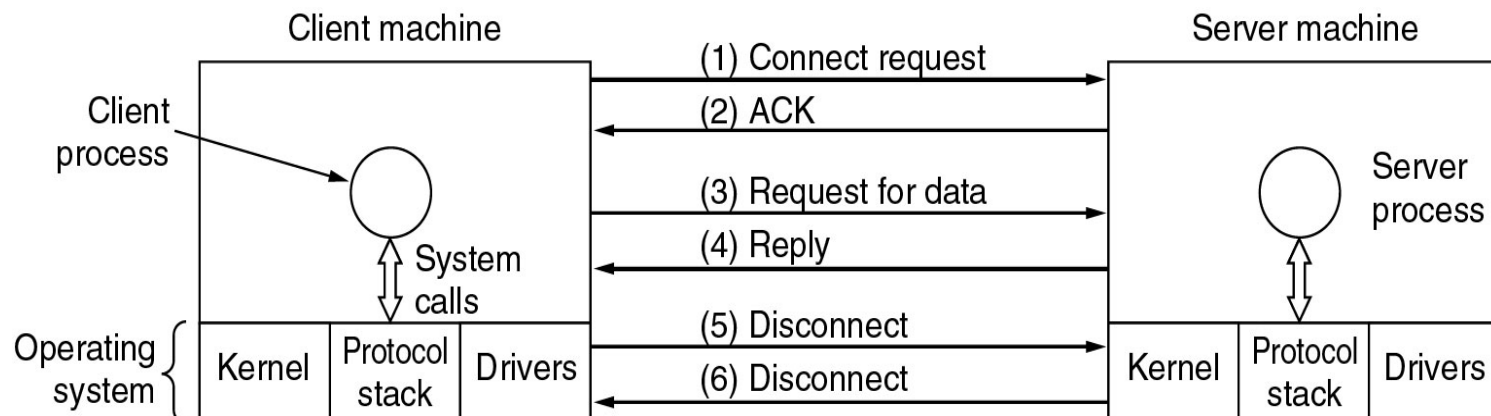 Client machine
Server machine
(1) Connect request
(2) ACK
Client
process
(3) Request for data
Server
process
(4) Reply
System
calls
(5) Disconnect
Operating
system
Kernel
Protocol
stack
Drivers
(6) Disconnect
Kernel
Protocol
stack
Drivers